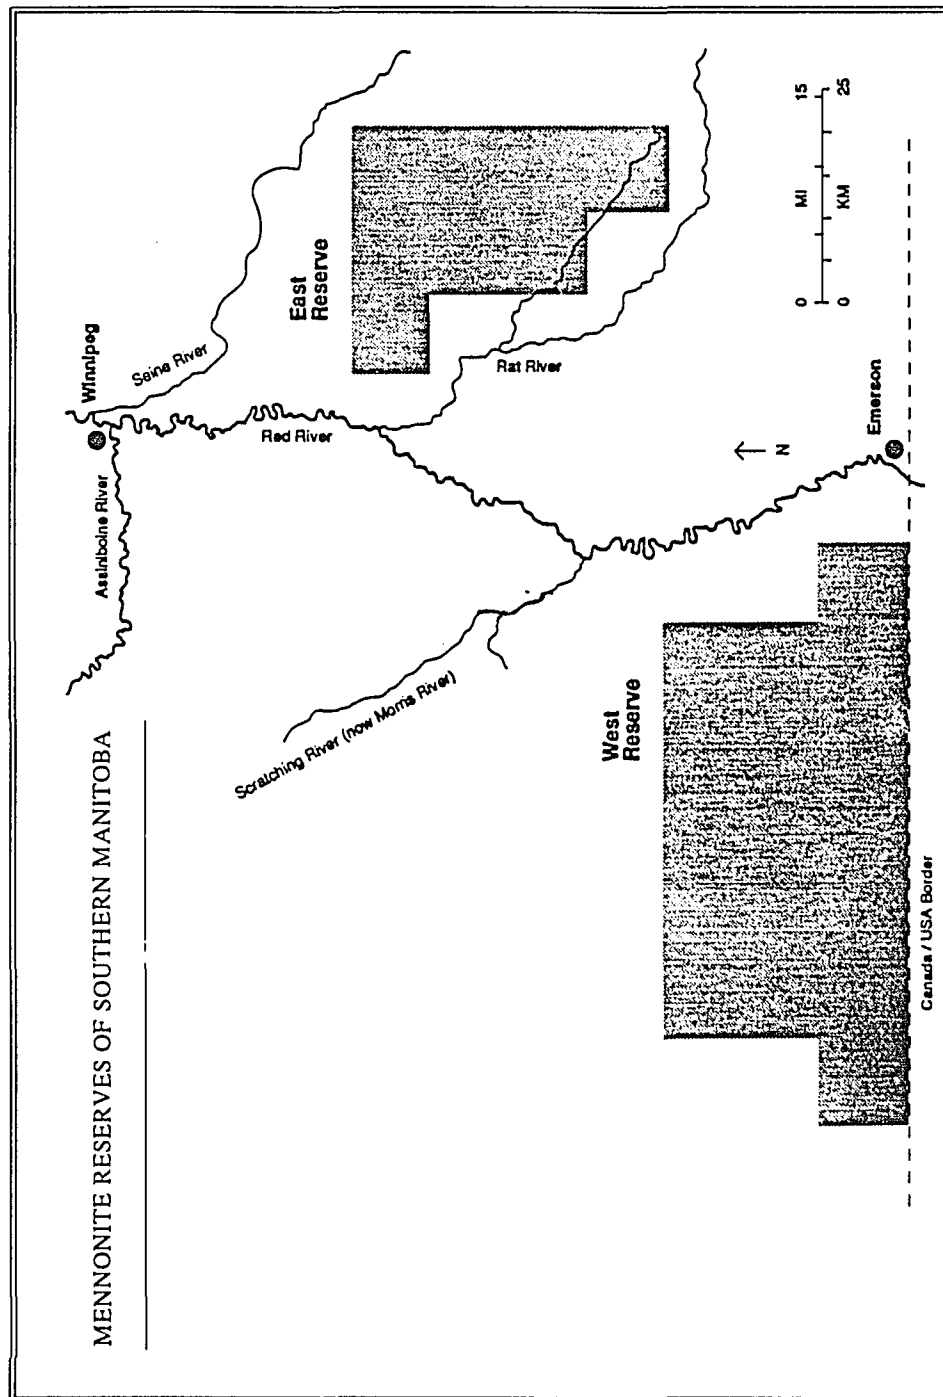 MENNONITE RESERVES OF SOUTHERN MANITOBA
Winnipeg
Assiniboine River
Seine River
Red River
East
Reserve
Rat River
Scratching River (now Morris River)
West
Reserve
N
Emerson
0 15
MI
KM
0 25
Canada / USA Border